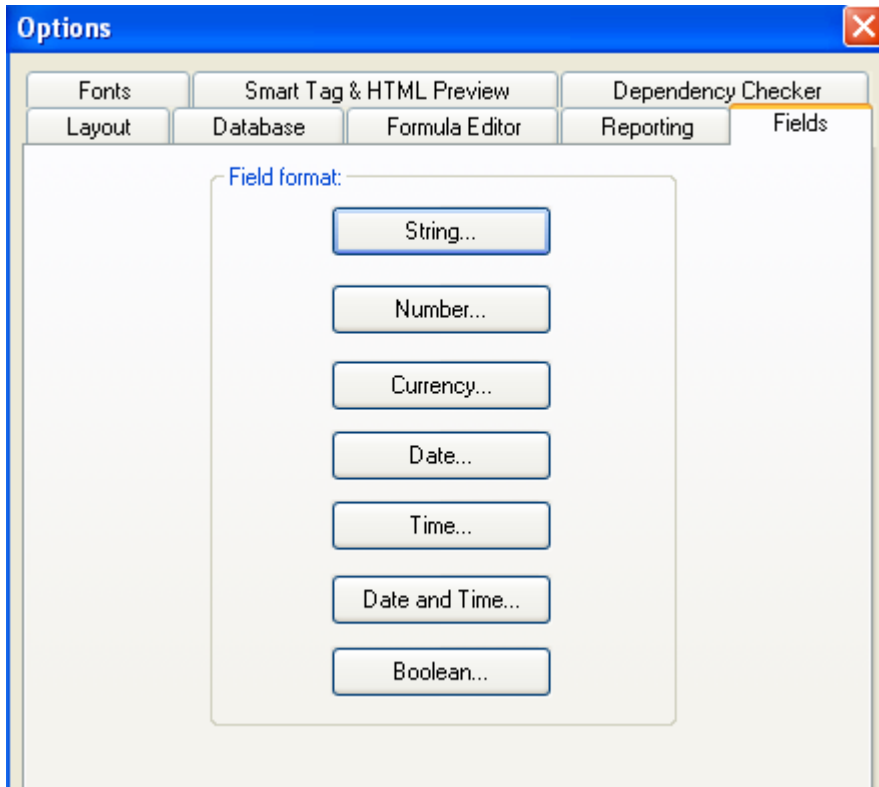 Options
Fonts Smart Tag & HTML Preview Dependency Checker
Layout Database Formula Editor Reporting Fields
Field format:
String...
Number...
Currency...
Date...
Time...
Date and Time...
Boolean...